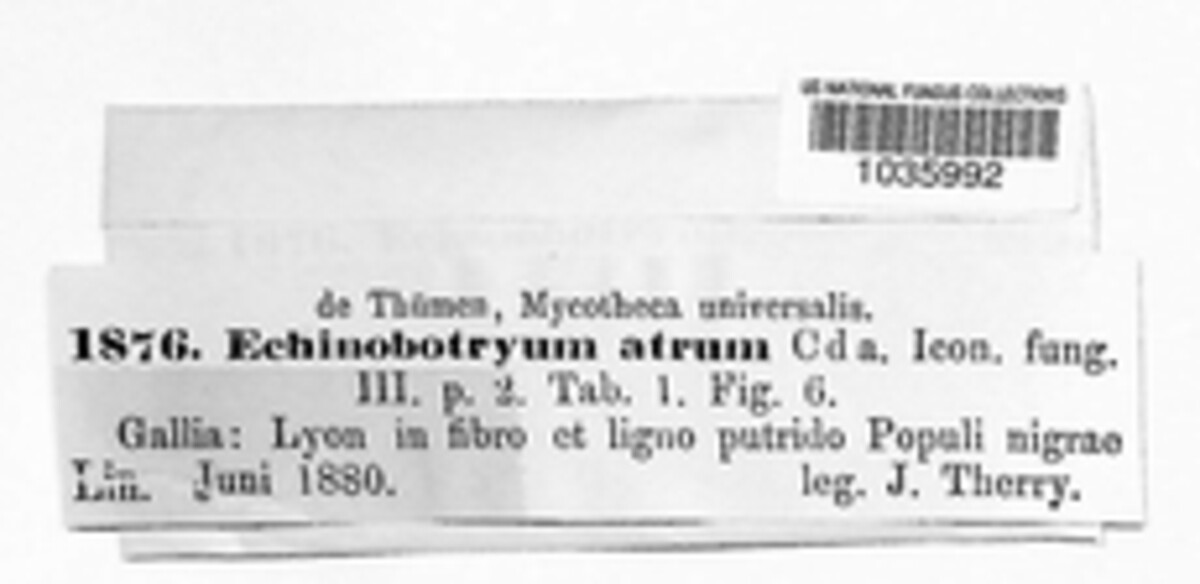 US NATIONAL FUNGUS COLLECTIONS
1035992
de Thümen, Mycotheca universalis.
1876. Echinobotryum atrum Cda. Icon. fung.
III. p. 2. Tab. 1. Fig. 6.
Gallia: Lyon in fibro et ligno putrido Populi nigrae
Lin. Juni 1880. leg. J. Therry.